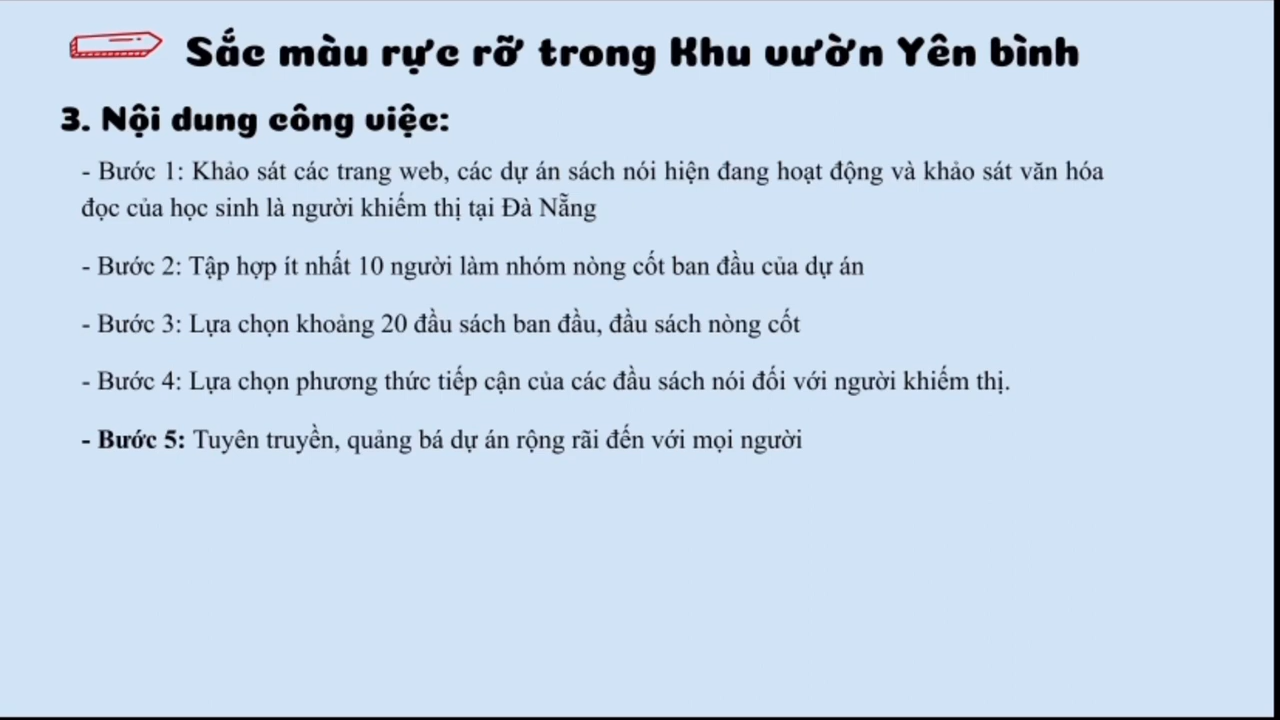 Sắc màu rực rỡ trong Khu vườn Yên bình
3. Nội dung công việc:
- Bước 1: Khảo sát các trang web, các dự án sách nói hiện đang hoạt động và khảo sát văn hóa
đọc của học sinh là người khiếm thị tại Đà Nẵng
- Bước 2: Tập hợp ít nhất 10 người làm nhóm nòng cốt ban đầu của dự án
- Bước 3: Lựa chọn khoảng 20 đầu sách ban đầu, đầu sách nòng cốt
- Bước 4: Lựa chọn phương thức tiếp cận của các đầu sách nói đối với người khiếm thị.
- Bước 5: Tuyên truyền, quảng bá dự án rộng rãi đến với mọi người